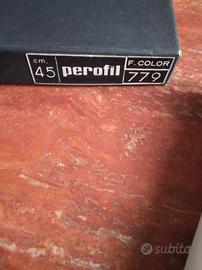 cm. 45 perofil F. COLOR 779
subito